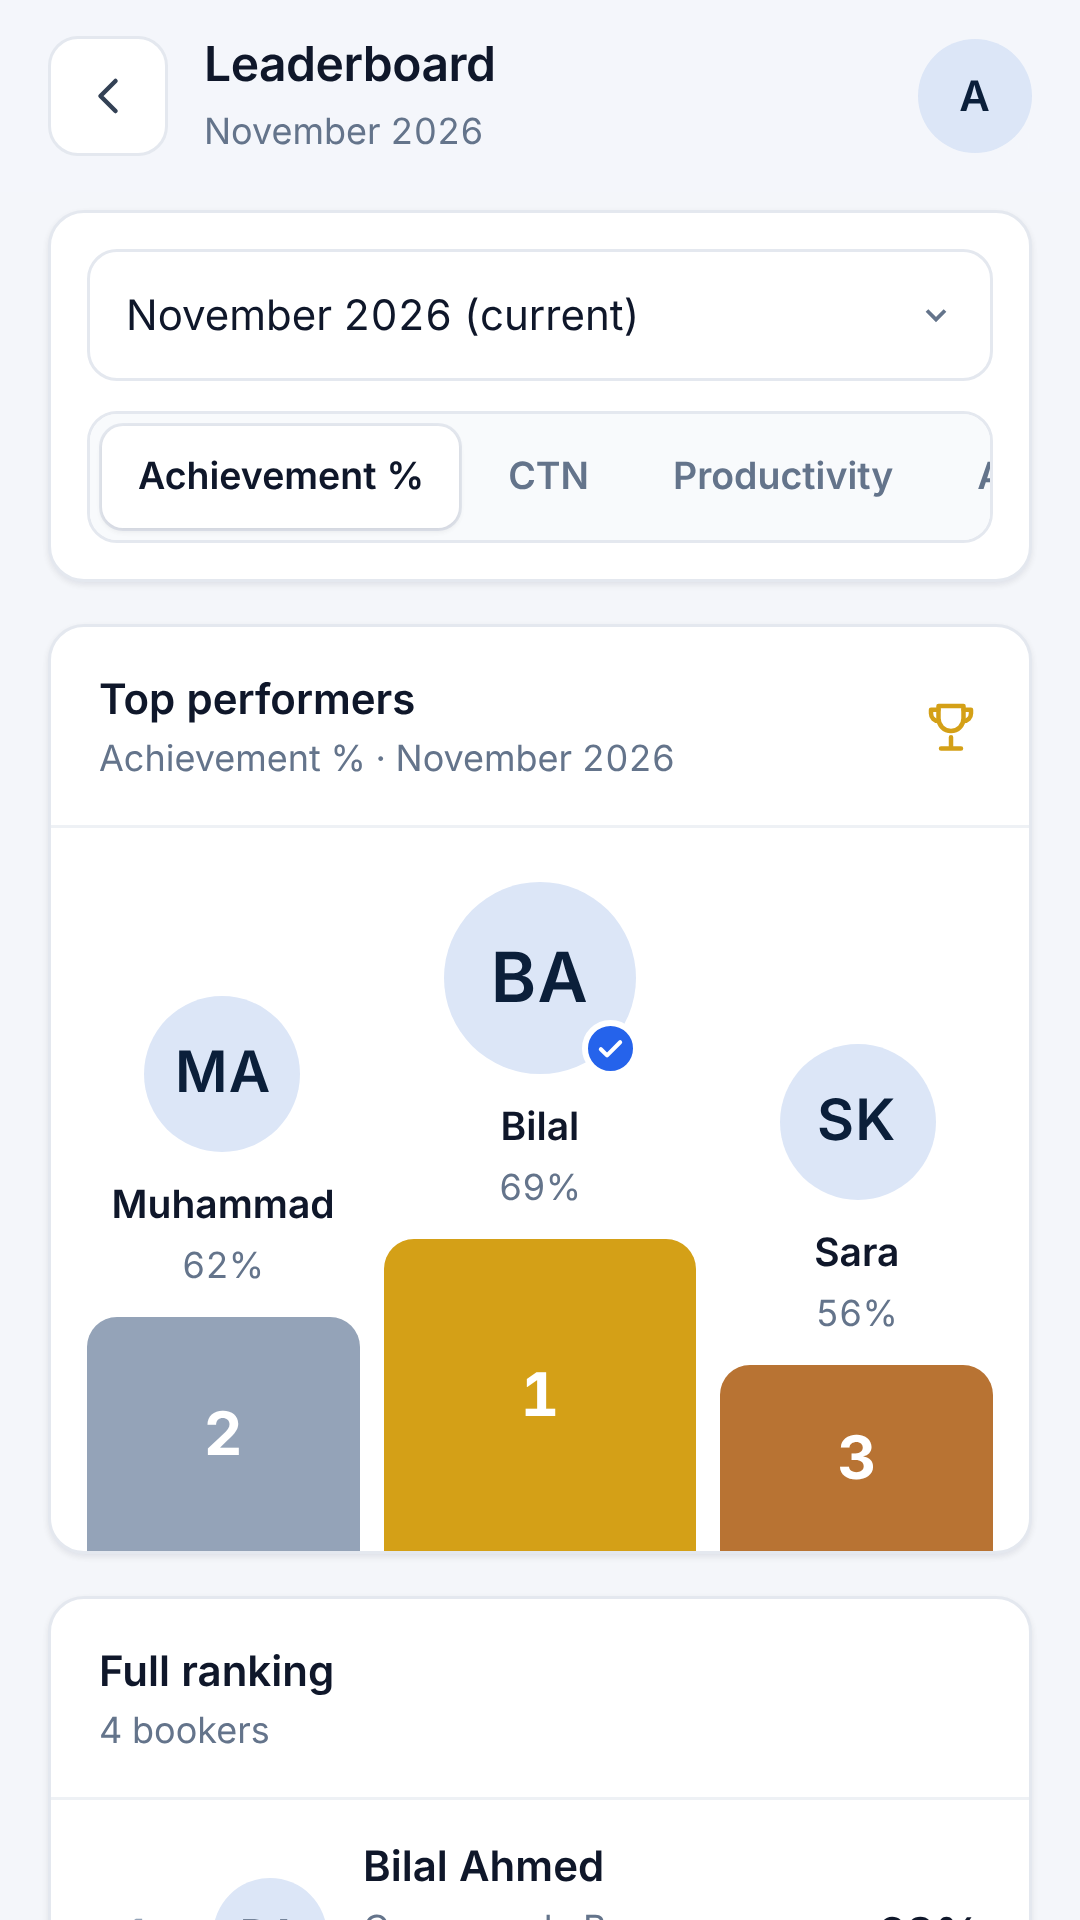 Leaderboard
November 2026
A
November 2026 (current)
Achievement %
CTN
Productivity
Top performers
Achievement % · November 2026
BA
MA
SK
Bilal
69%
Muhammad
62%
Sara
56%
1
2
3
Full ranking
4 bookers
Bilal Ahmed